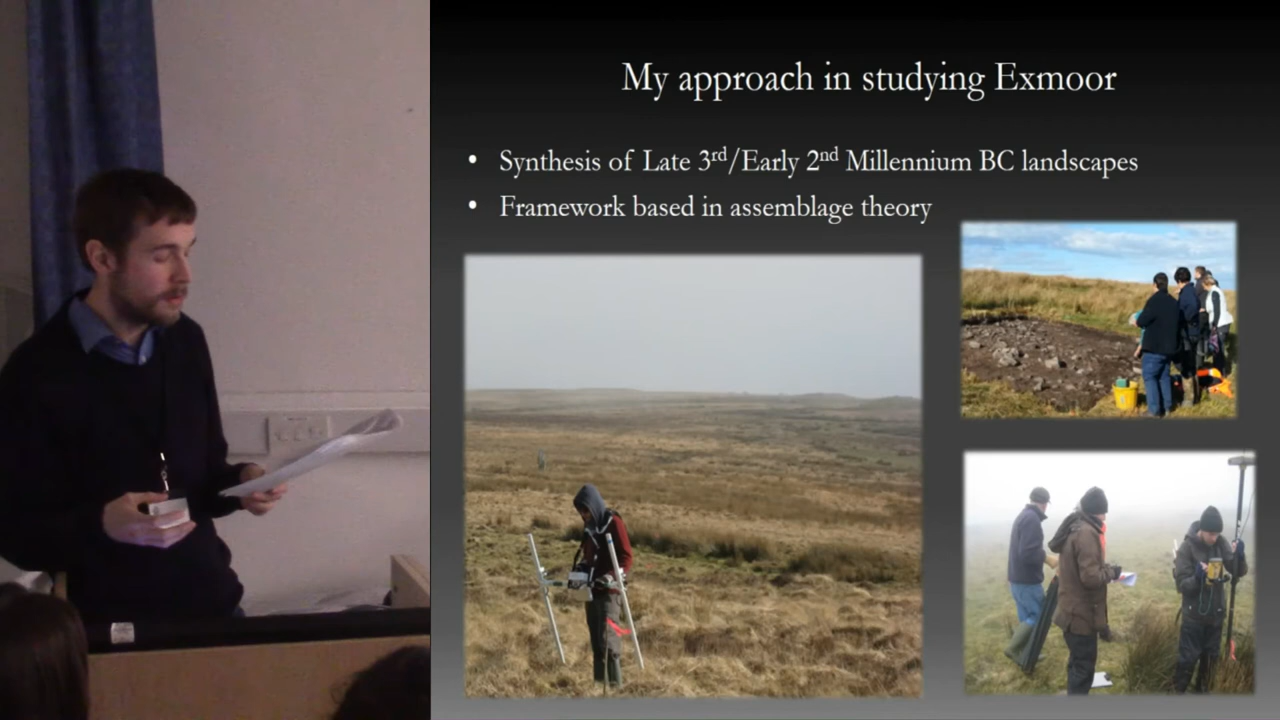 My approach in studying Exmoor
• Synthesis of Late 3rd/Early 2nd Millennium BC landscapes
• Framework based in assemblage theory